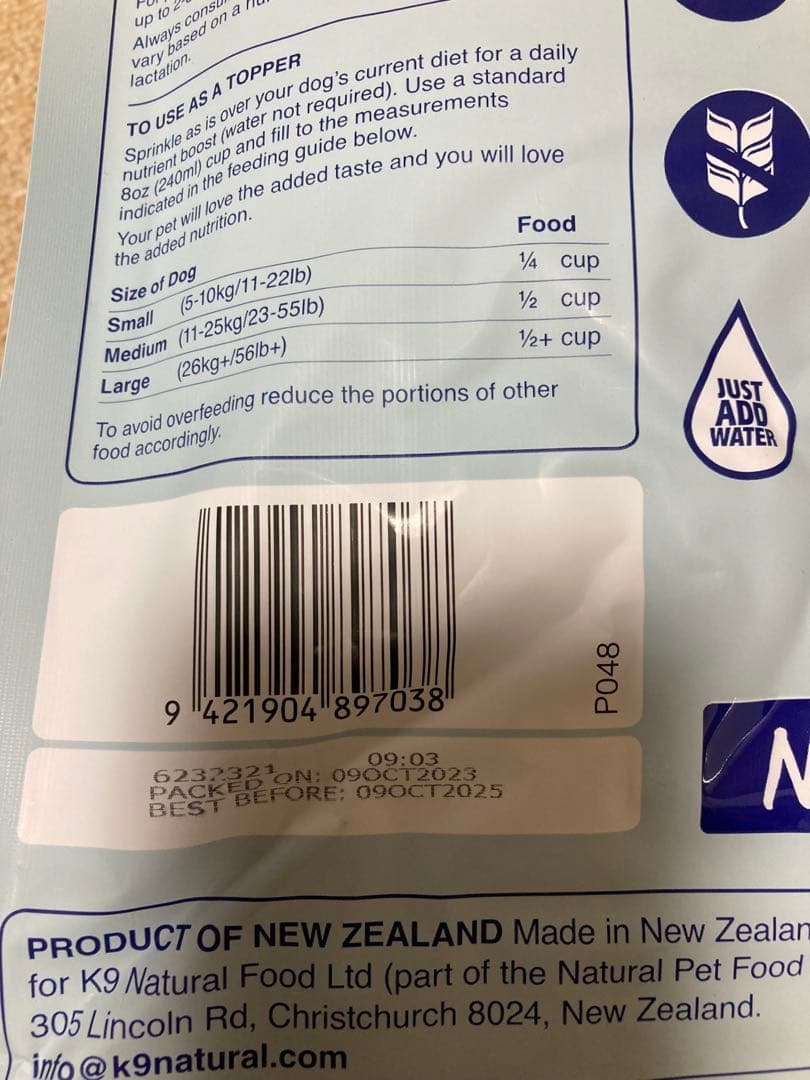 up to
Always
vary based on a
lactation.
TO USE AS A TOPPER
Sprinkle as is over your dog's current diet for a daily
nutrient boost (water not required). Use a standard
8oz (240ml) cup and fill to the measurements
indicated in the feeding guide below.
Your pet will love the added taste and you will love
the added nutrition.
Size of Dog Food
Small (5-10kg/11-22lb) ¼ cup
Medium (11-25kg/23-55lb) ½ cup
Large (26kg+/56lb+) ½+ cup
To avoid overfeeding reduce the portions of other
food accordingly.
JUST
ADD
WATER
9 421904 897038
P048
6232321 09:03
PACKED ON: 09OCT2023
BEST BEFORE: 09OCT2025
N
PRODUCT OF NEW ZEALAND Made in New Zealan
for K9 Natural Food Ltd (part of the Natural Pet Food
305 Lincoln Rd, Christchurch 8024, New Zealand.
info@k9natural.com